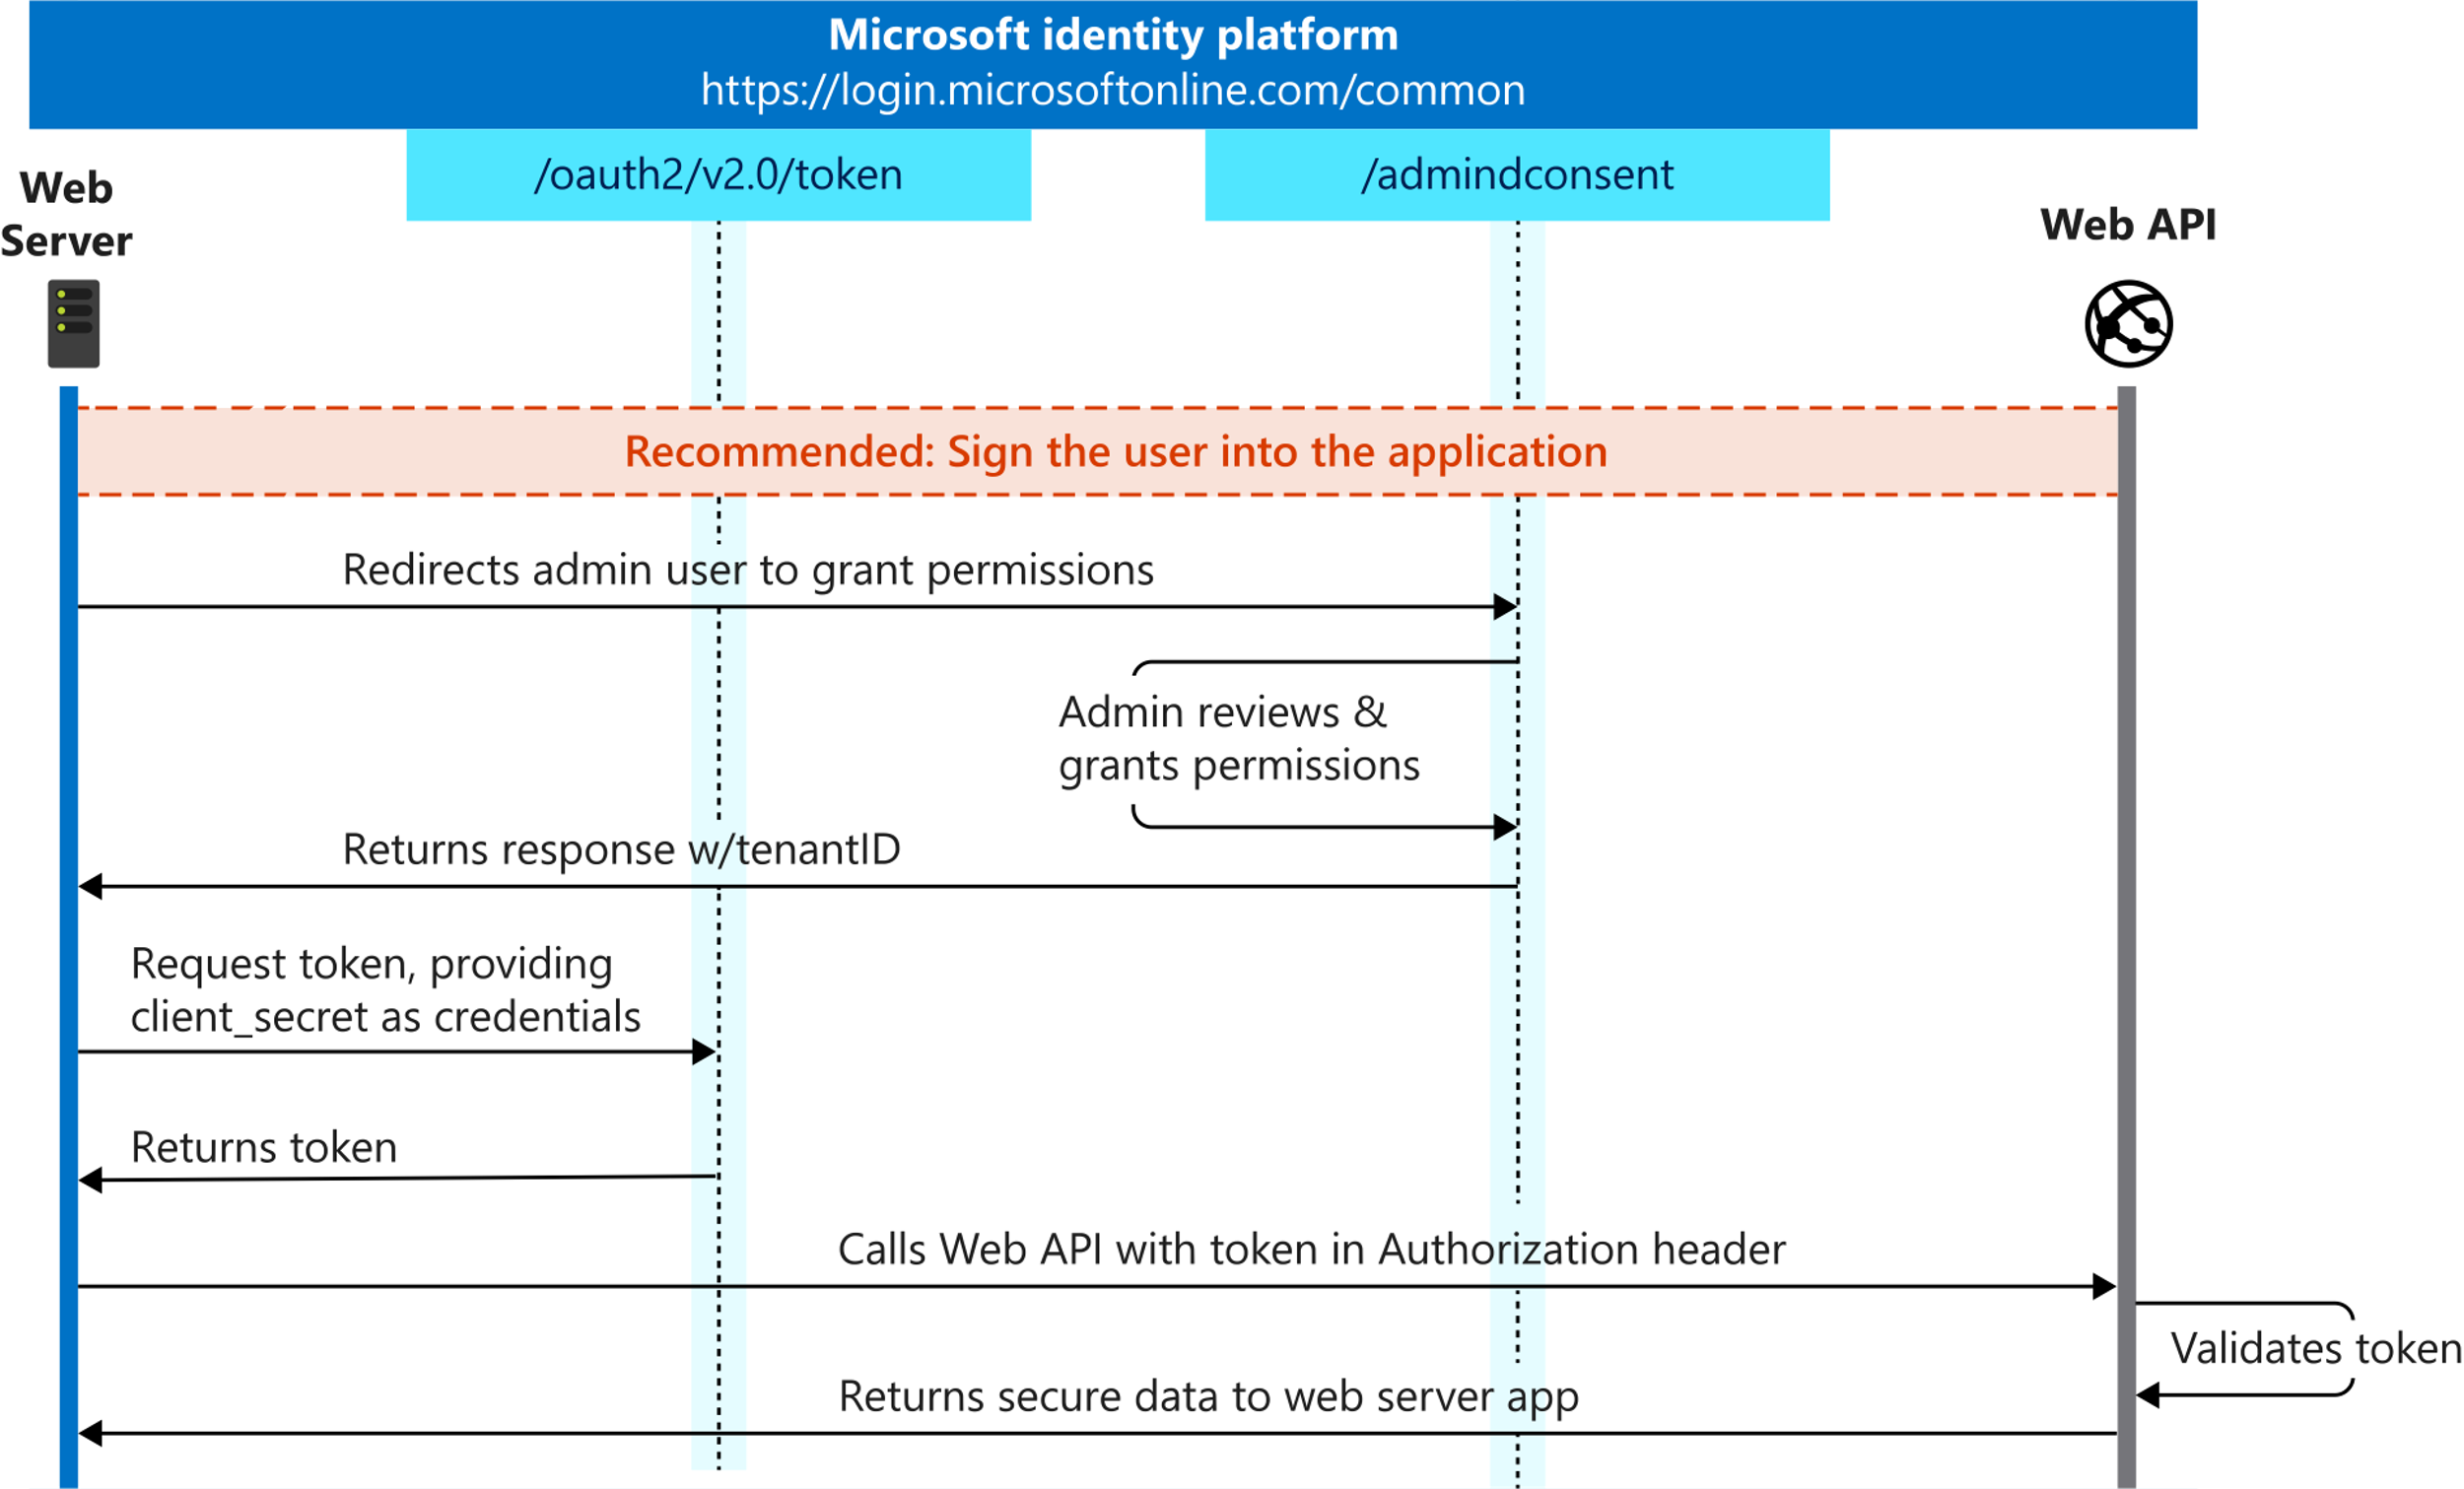 Microsoft identity platform
https://login.microsoftonline.com/common
/oauth2/v2.0/token
/admindconsent
Web
Server
Web API
Recommended: Sign the user into the application
Redirects admin user to grant permissions
Admin reviews &
grants permissions
Returns response w/tenantID
Request token, providing
client_secret as credentials
Returns token
Calls Web API with token in Authorization header
Validates token
Returns secure data to web server app